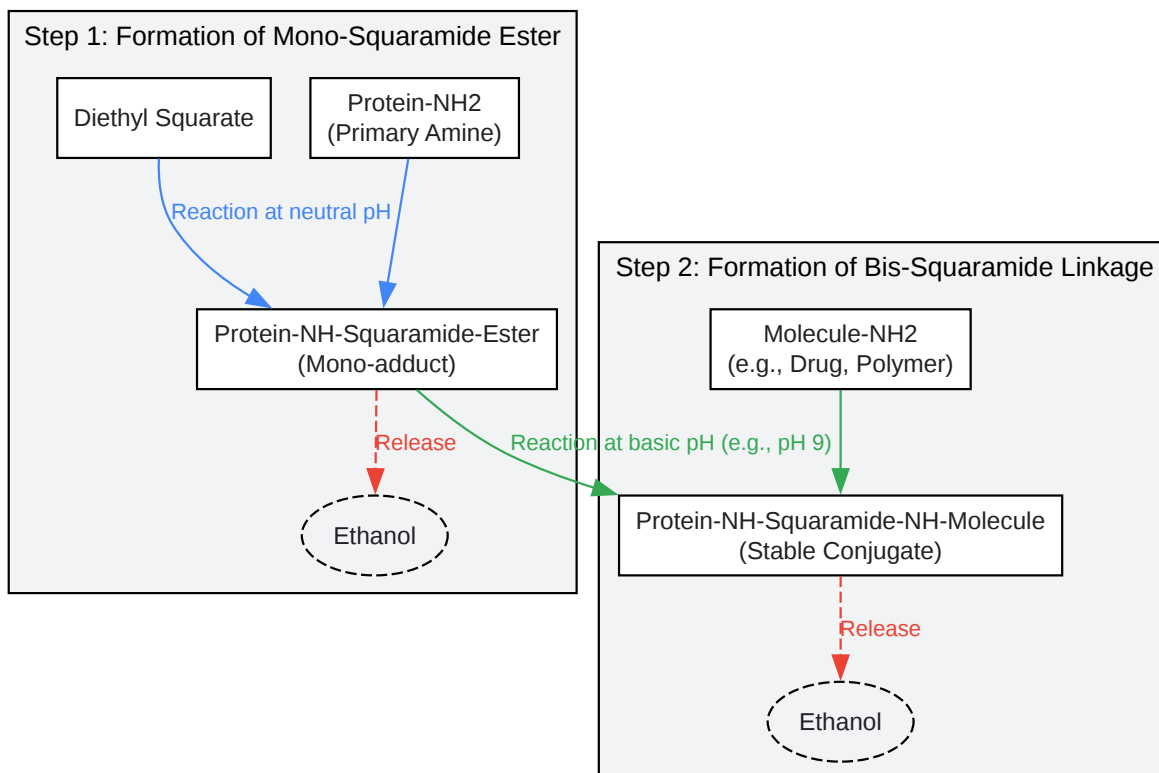 Step 1: Formation of Mono-Squaramide Ester
Diethyl Squarate
Protein-NH2
(Primary Amine)
Reaction at neutral pH
Protein-NH-Squaramide-Ester
(Mono-adduct)
Release
Ethanol
Step 2: Formation of Bis-Squaramide Linkage
Molecule-NH2
(e.g., Drug, Polymer)
Reaction at basic pH (e.g., pH 9)
Protein-NH-Squaramide-NH-Molecule
(Stable Conjugate)
Release
Ethanol